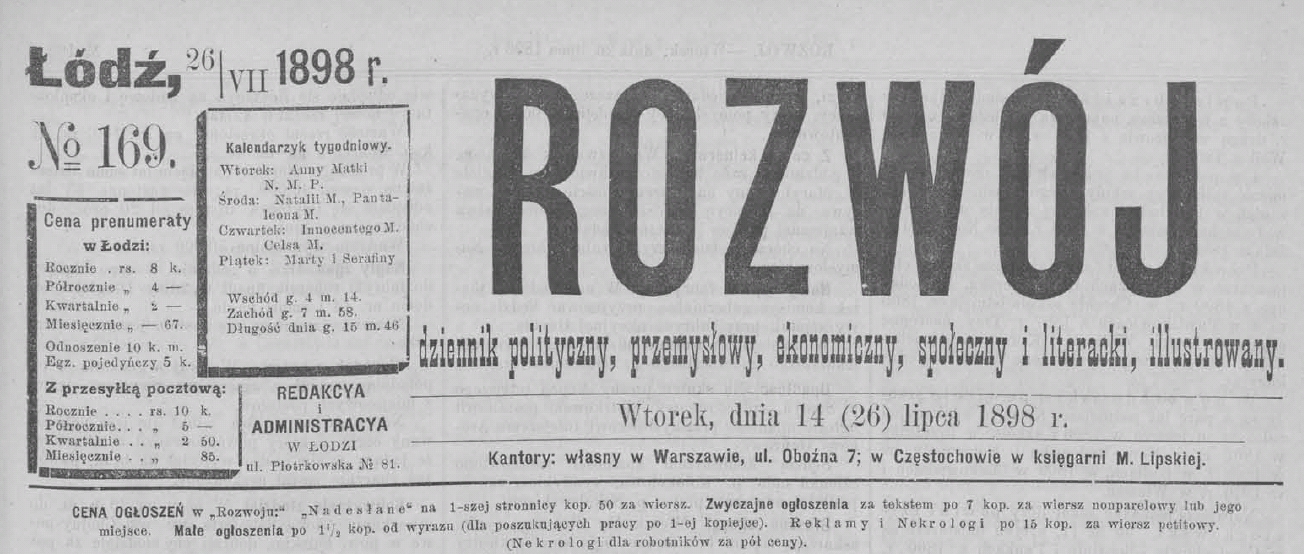 Łódź, 26/VII 1898 r.
№ 169.
Cena prenumeraty
w Łodzi:
Rocznie . rs. 8 k.
Półrocznie „ 4 —
Kwartalnie „ 2 —
Miesięcznie „ — 67.
Odnoszenie 10 k. m.
Egz. pojedyńczy 5 k.
Z przesyłką pocztową:
Rocznie . . . . rs. 10 k.
Półrocznie. . . „ 5 —
Kwartalnie . . „ 2 50.
Miesięcznie . . „ 85.
Kalendarzyk tygodniowy.
Wtorek: Anny Matki
N. M. P.
Środa: Natalii M., Panta-
leona M.
Czwartek: Innocentego M.
Celsa M.
Piątek: Marty i Serafiny
Wschód g. 4 m. 14.
Zachód g. 7 m. 58.
Długość dnia g. 15 m. 46
REDAKCYA
i
ADMINISTRACYA
W ŁODZI
ul. Piotrkowska № 81.
ROZWÓJ
dziennik polityczny, przemysłowy, ekonomiczny, społeczny i literacki, illustrowany.
Wtorek, dnia 14 (26) lipca 1898 r.
Kantory: własny w Warszawie, ul. Oboźna 7; w Częstochowie w księgarni M. Lipskiej.
CENA OGŁOSZEŃ w „Rozwoju:“ „Nadesłane“ na 1-szej stronnicy kop. 50 za wiersz. Zwyczajne ogłoszenia za tekstem po 7 kop. za wiersz nonparelowy lub jego
miejsce. Małe ogłoszenia po 1½ kop. od wyrazu (dla poszukujących pracy po 1-ej kopiejce). Reklamy i Nekrologi po 15 kop. za wiersz petitowy.
(Nekrologi dla robotników za pół ceny).